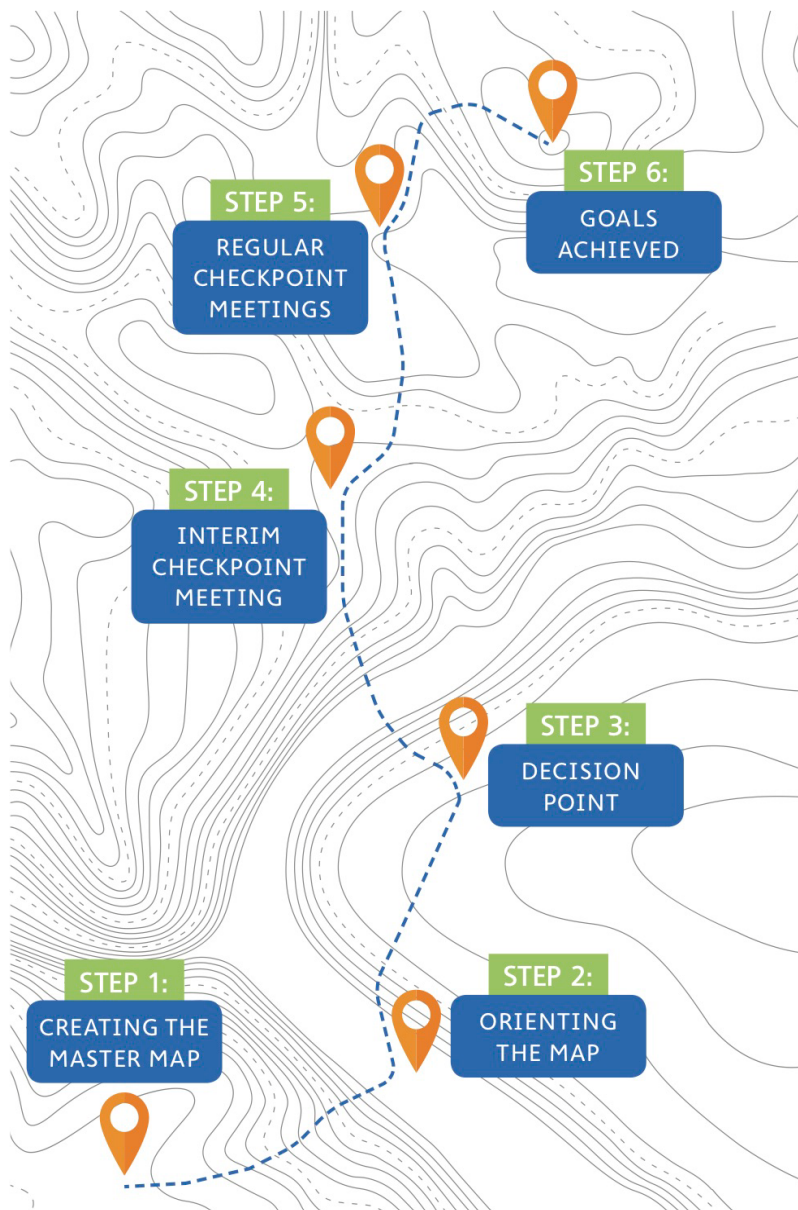 STEP 1:
CREATING THE
MASTER MAP
STEP 2:
ORIENTING
THE MAP
STEP 3:
DECISION
POINT
STEP 4:
INTERIM
CHECKPOINT
MEETING
STEP 5:
REGULAR
CHECKPOINT
MEETINGS
STEP 6:
GOALS
ACHIEVED